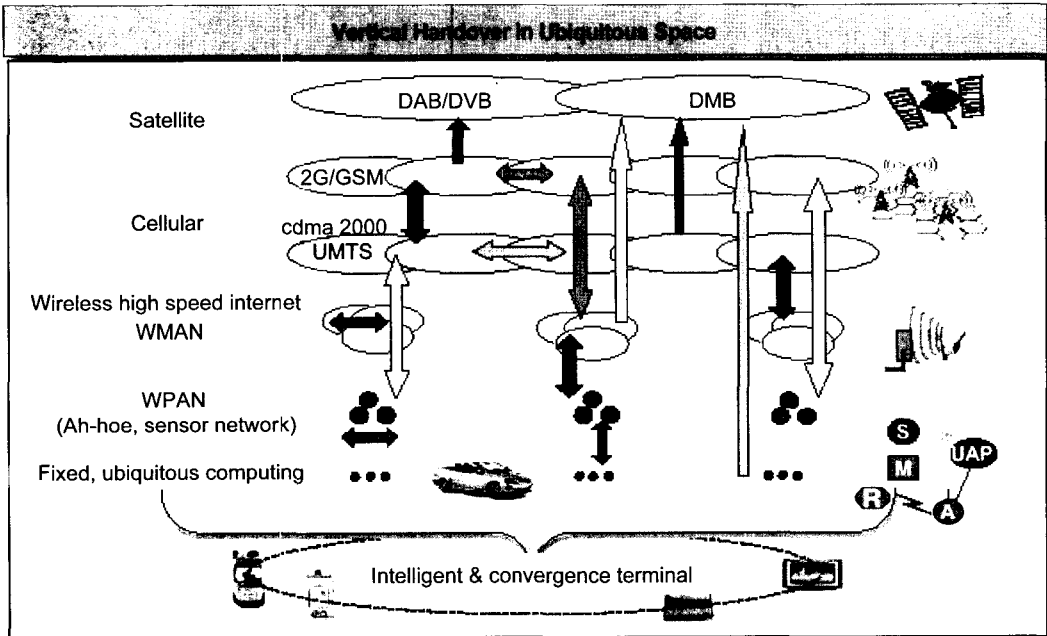 Vertical Handover in Ubiquitous Space
DAB/DVB
DMB
Satellite
2G/GSM
Cellular
cdma 2000
UMTS
Wireless high speed internet
WMAN
WPAN
(Ah-hoe, sensor network)
S
UAP
Fixed, ubiquitous computing
M
R
A
Intelligent & convergence terminal